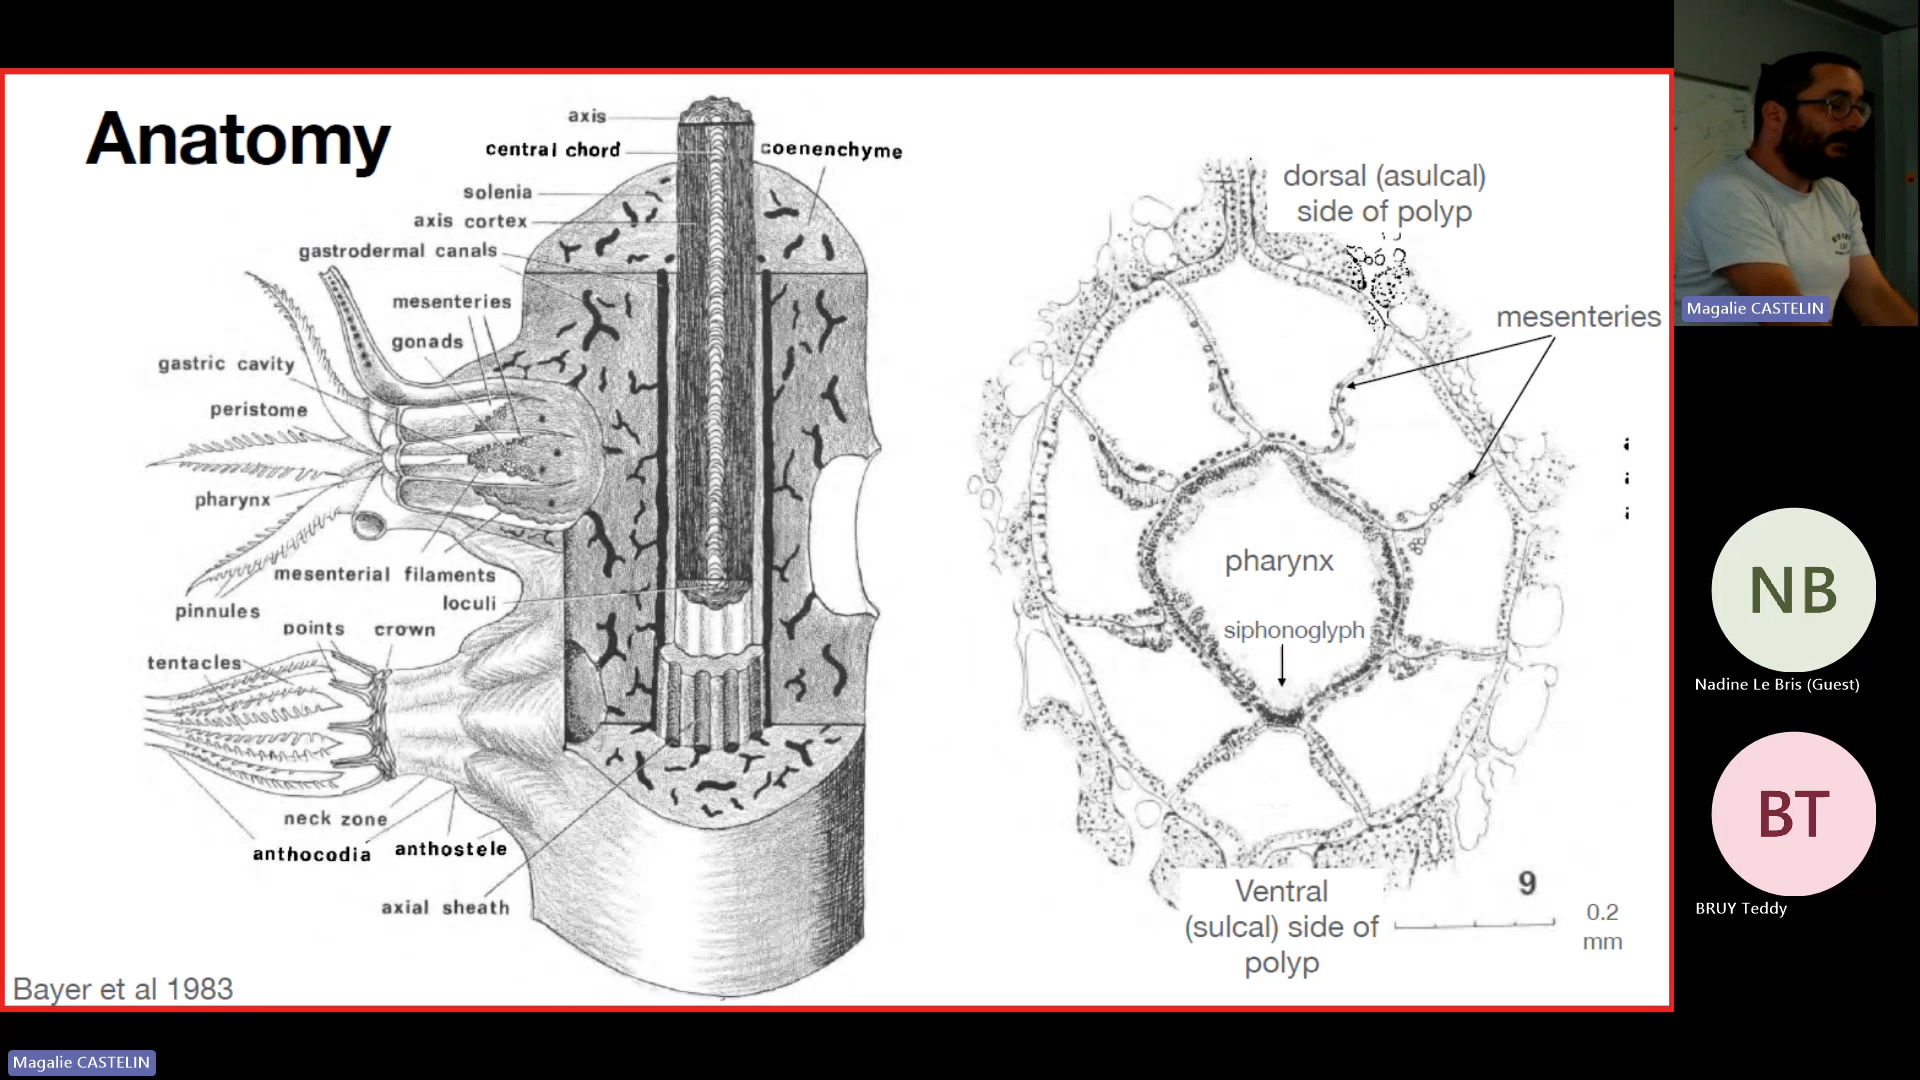 Anatomy
axis
central chord
coenenchyme
solenia
axis cortex
gastrodermal canals
mesenteries
gonads
gastric cavity
peristome
pharynx
mesenterial filaments
loculi
pinnules
points
crown
tentacles
neck zone
anthocodia
anthostele
axial sheath
Bayer et al 1983
dorsal (asulcal)
side of polyp
mesenteries
pharynx
siphonoglyph
Ventral
(sulcal) side of
polyp
9
0.2
mm
Magalie CASTELIN
NB
Nadine Le Bris (Guest)
BT
BRUY Teddy
Magalie CASTELIN